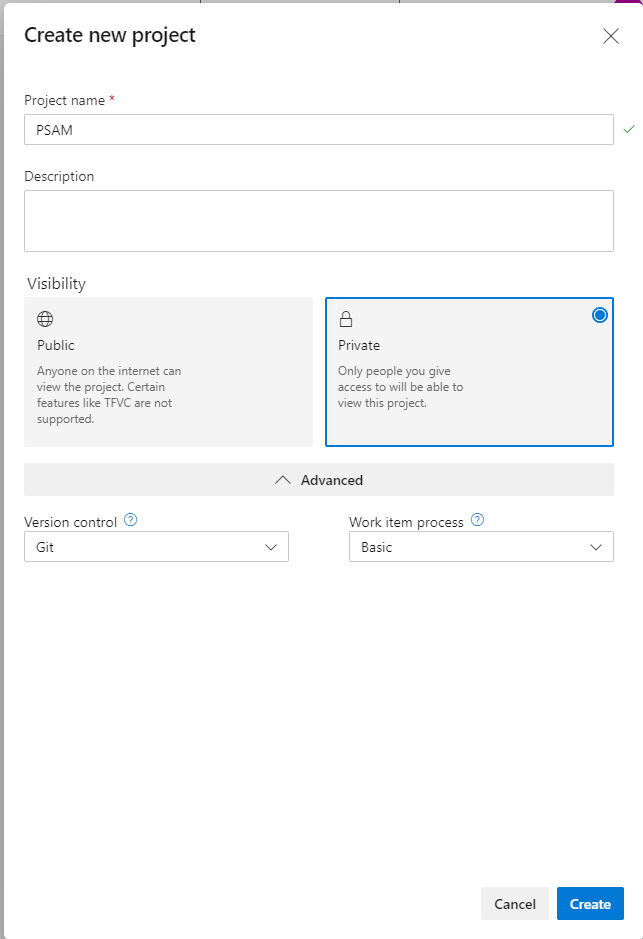 Create new project
Project name *
PSAM
Description
Visibility
Public
Anyone on the internet can
view the project. Certain
features like TFVC are not
supported.
Private
Only people you give
access to will be able to
view this project.
Advanced
Version control ?
Git
Work item process ?
Basic
Cancel
Create